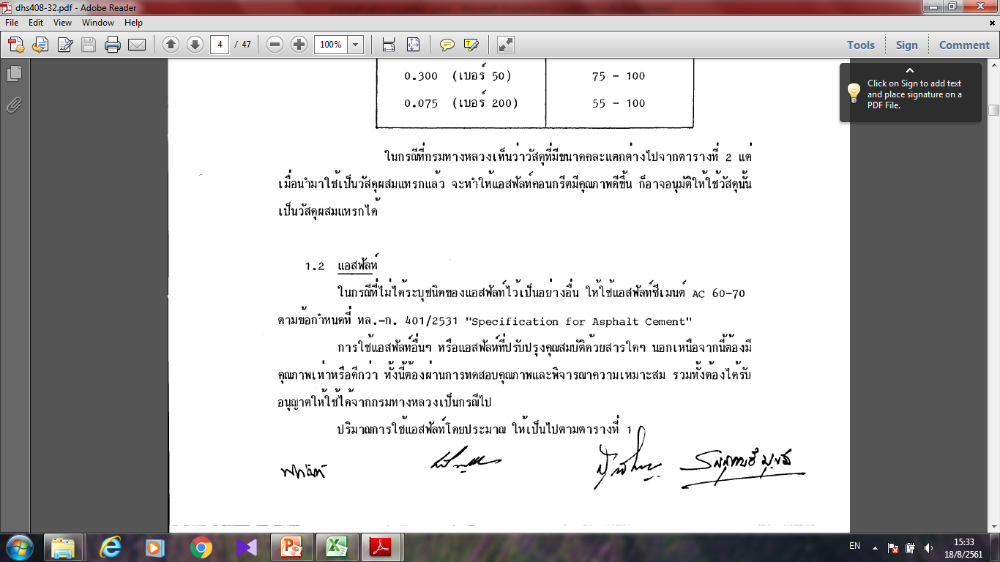 dhs408-32.pdf - Adobe Reader
File Edit View Window Help
4 / 47 100% Tools Sign Comment
Click on Sign to add text
and place signature on a
PDF File.
0.300 (เบอร์ 50) 75 - 100
0.075 (เบอร์ 200) 55 - 100
ในกรณีที่กรมทางหลวงเห็นว่าวัสดุที่มีขนาดคละแตกต่างไปจากตารางที่ 2 แต่
เมื่อนำมาใช้เป็นวัสดุผสมแทรกแล้ว จะทำให้แอสฟัลท์คอนกรีตมีคุณภาพดีขึ้น ก็อาจอนุมัติให้ใช้วัสดุนั้น
เป็นวัสดุผสมแทรกได้
1.2 แอสฟัลท์
ในกรณีที่ไม่ได้ระบุชนิดของแอสฟัลท์ไว้เป็นอย่างอื่น ให้ใช้แอสฟัลท์ซีเมนต์ AC 60-70
ตามข้อกำหนดที่ ทล.-ก. 401/2531 "Specification for Asphalt Cement"
การใช้แอสฟัลท์อื่นๆ หรือแอสฟัลท์ที่ปรับปรุงคุณสมบัติด้วยสารใดๆ นอกเหนือจากนี้ต้องมี
คุณภาพเท่าหรือดีกว่า ทั้งนี้ต้องผ่านการทดสอบคุณภาพและพิจารณาความเหมาะสม รวมทั้งต้องได้รับ
อนุญาตให้ใช้ได้จากกรมทางหลวงเป็นกรณีไป
ปริมาณการใช้แอสฟัลท์โดยประมาณ ให้เป็นไปตามตารางที่ 1
EN 15:33
18/8/2561